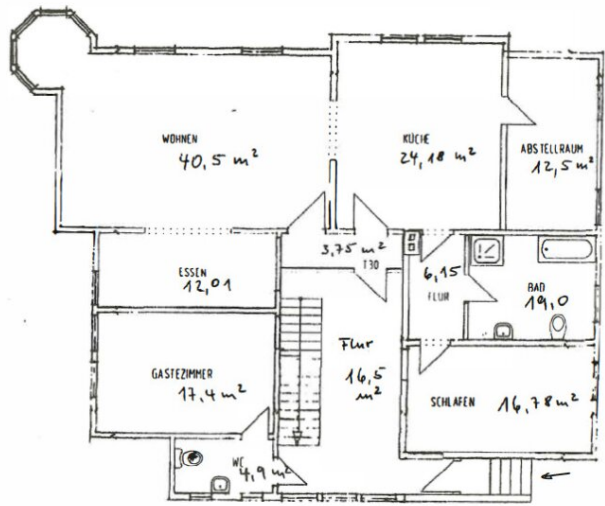 WOHNEN
40,5 m²
KÜCHE
24,18 m²
ABSTELLRAUM
12,5 m²
3,75 m²
T30
ESSEN
12,01
6,15
FLUR
BAD
19,0
Flur
16,5
m²
GASTEZIMMER
17,4 m²
SCHLAFEN
16,78 m²
WC
4,9 m²